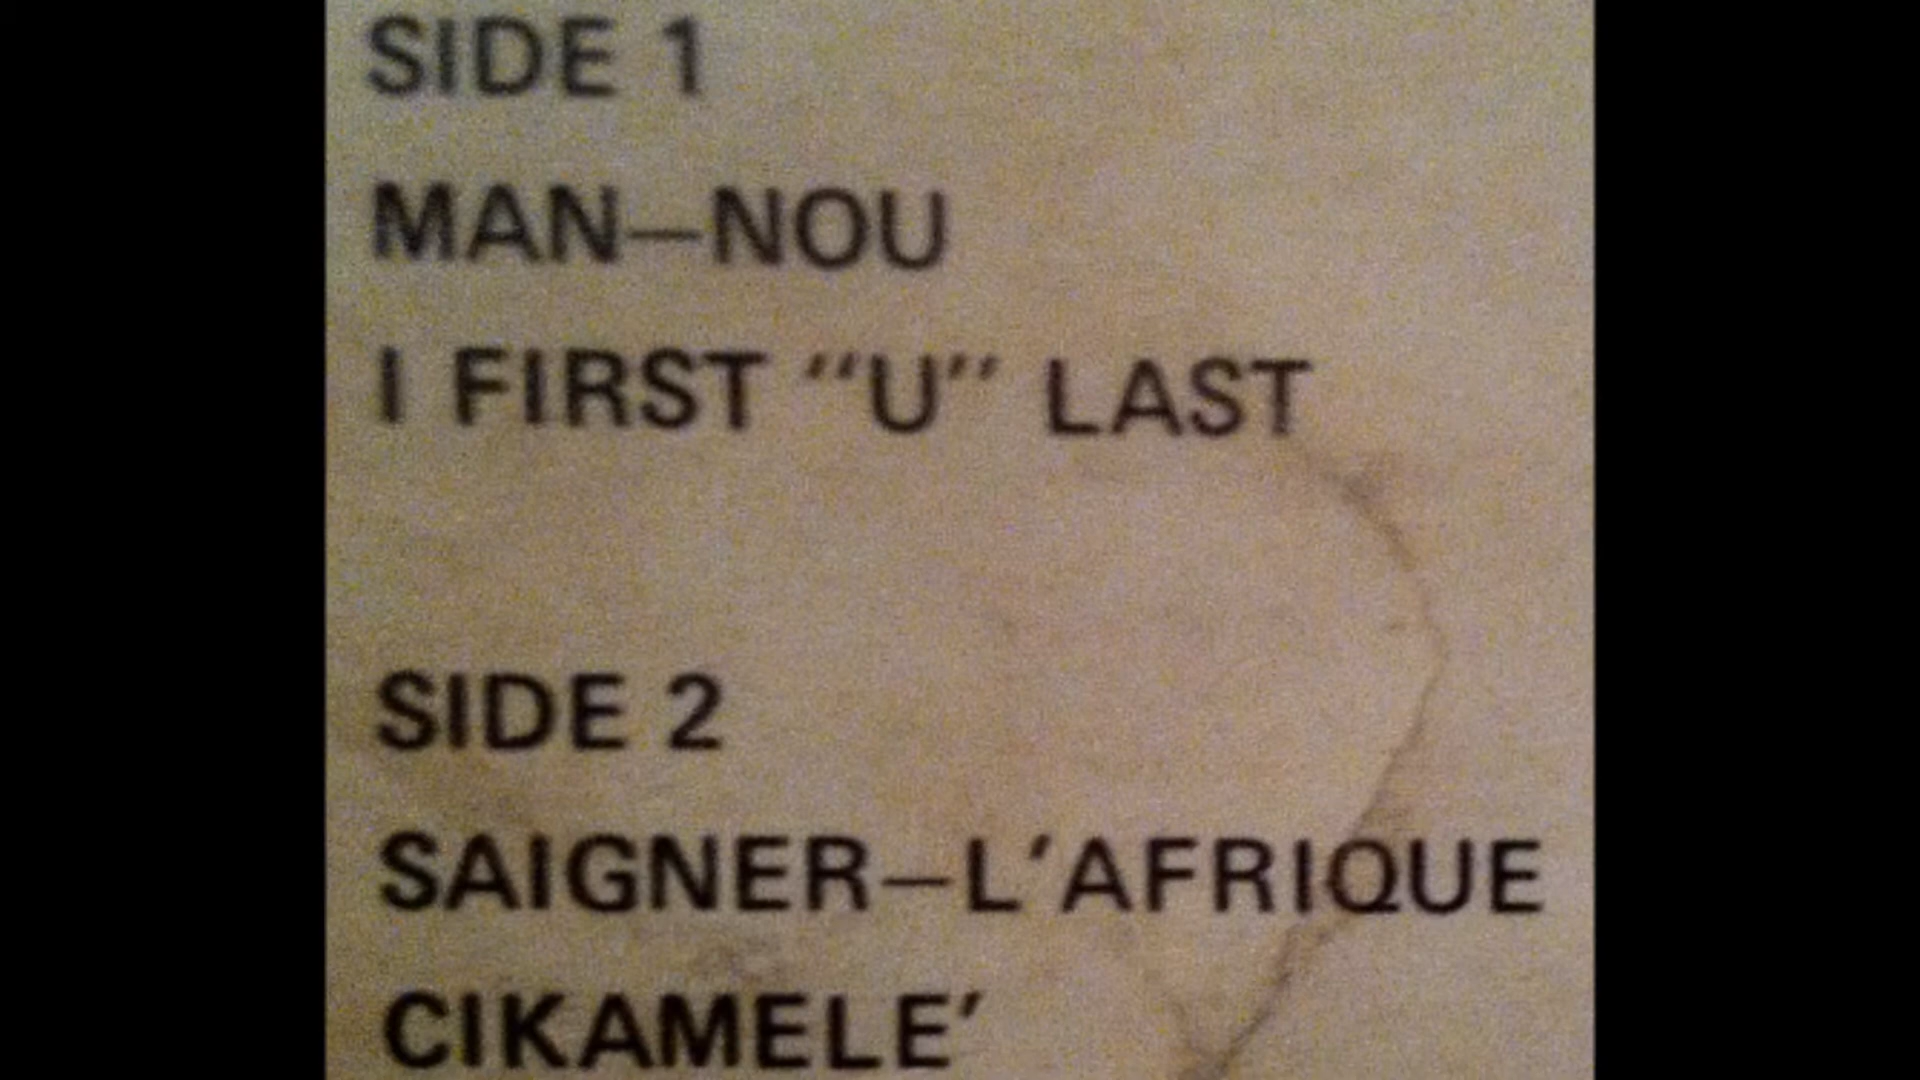 SIDE 1
MAN—NOU
I FIRST “U” LAST
SIDE 2
SAIGNER—L’AFRIQUE
CIKAMELE’